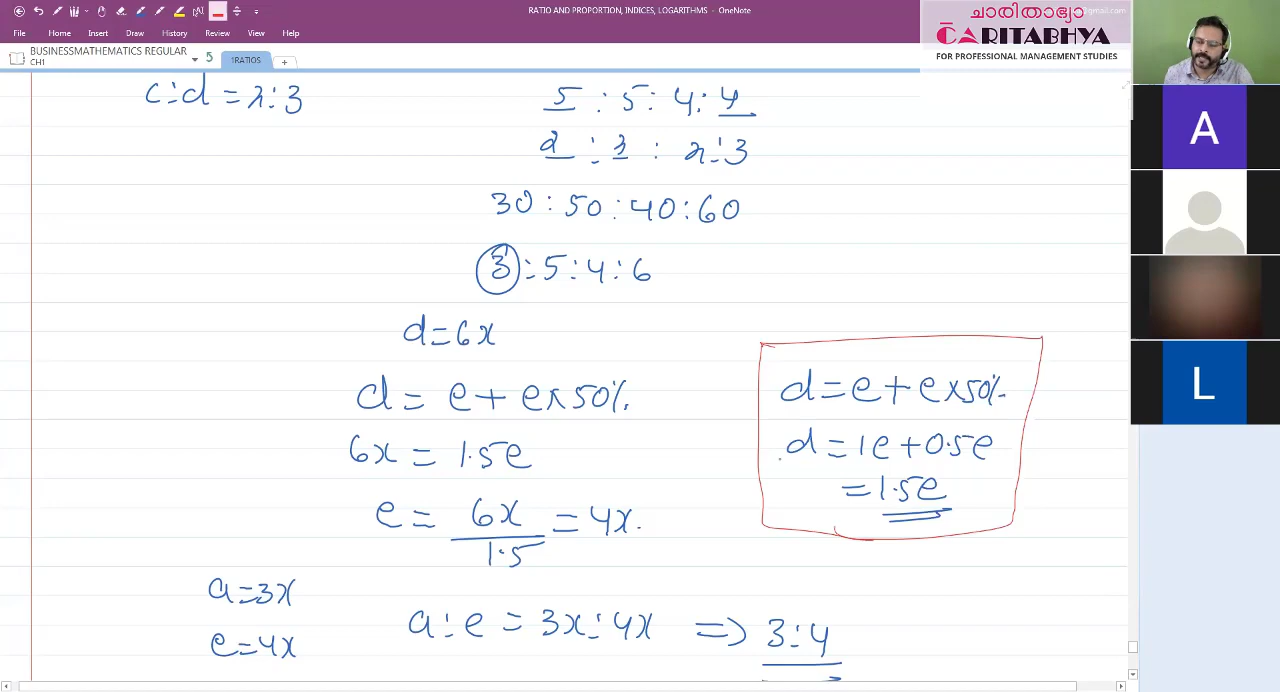 RATIO AND PROPORTION, INDICES, LOGARITHMS - OneNote
ചാരിതാഭ്യാ
CARITABHYA
FOR PROFESSIONAL MANAGEMENT STUDIES
File Home Insert Draw History Review View Help
BUSINESSMATHEMATICS REGULAR
CH1
1RATIOS
A
c:d = 2:3
5 : 5 : 4 : 4
2 : 3 : 2 : 3
30 : 50 : 40 : 60
3 : 5 : 4 : 6
d = 6x
d = e + e×50%
6x = 1.5e
e = 6x/1.5 = 4x.
d = e + e×50%
d = 1e + 0.5e
= 1.5e
L
a = 3x
e = 4x
a : e = 3x : 4x => 3:4